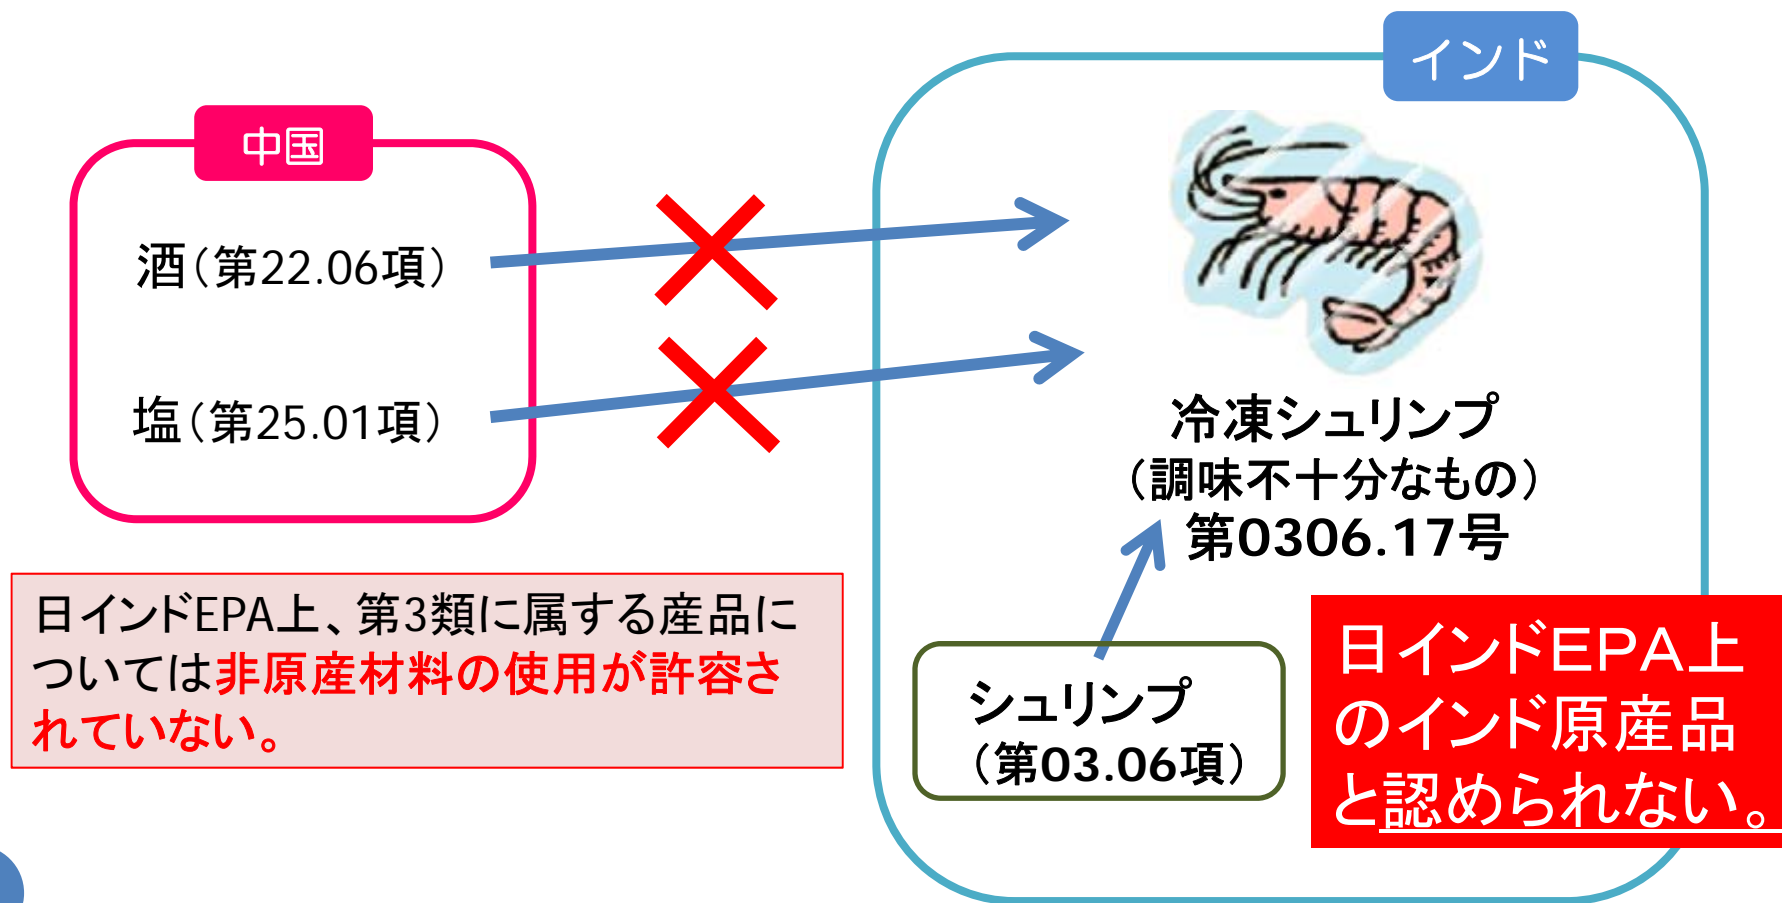 インド
中国
酒（第22.06項）
塩（第25.01項）
冷凍シュリンプ
（調味不十分なもの）
第0306.17号
日インドEPA上、第3類に属する産品に
ついては非原産材料の使用が許容さ
れていない。
シュリンプ
（第03.06項）
日インドEPA上
のインド原産品
と認められない。